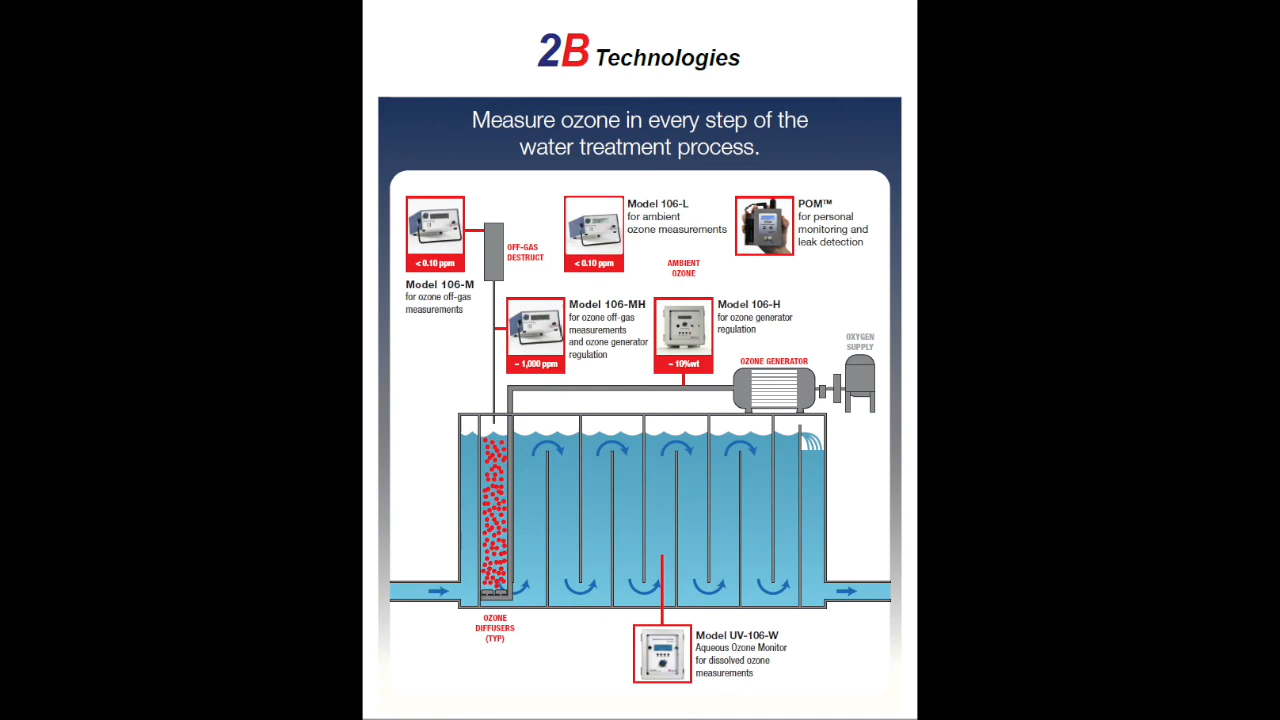 2B Technologies
Measure ozone in every step of the
water treatment process.
< 0.10 ppm
Model 106-M
for ozone off-gas
measurements
OFF-GAS
DESTRUCT
< 0.10 ppm
Model 106-L
for ambient
ozone measurements
AMBIENT
OZONE
POM™
for personal
monitoring and
leak detection
~ 1,000 ppm
Model 106-MH
for ozone off-gas
measurements
and ozone generator
regulation
~ 10%wt
Model 106-H
for ozone generator
regulation
OZONE GENERATOR
OXYGEN
SUPPLY
OZONE
DIFFUSERS
(TYP)
Model UV-106-W
Aqueous Ozone Monitor
for dissolved ozone
measurements